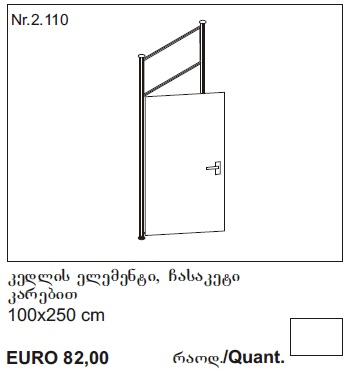 Nr.2.110
კედლის ელემენტი, ჩასაკეტი
კარებით
100x250 cm
EURO 82,00 რაოდ./Quant.